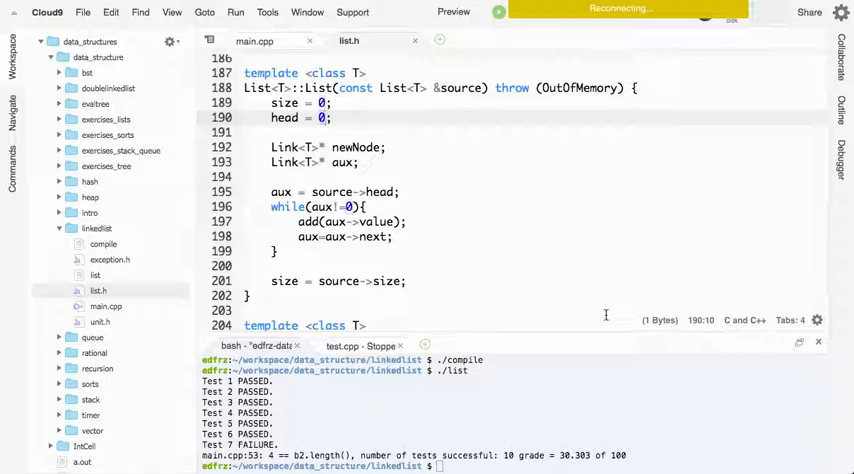 Cloud9 File Edit Find View Goto Run Tools Window Support Preview Reconnecting... Share
Workspace
Navigate
Commands
data_structures
data_structure
bst
doublelinkedlist
evaltree
exercises_lists
exercises_sorts
exercises_stack_queue
exercises_tree
hash
heap
intro
linkedlist
compile
exception.h
list
list.h
main.cpp
unit.h
queue
rational
recursion
sorts
stack
timer
vector
IntCell
a.out
main.cpp list.h
186
187 template <class T>
188 List<T>::List(const List<T> &source) throw (OutOfMemory) {
189 size = 0;
190 head = 0;
191
192 Link<T>* newNode;
193 Link<T>* aux;
194
195 aux = source->head;
196 while(aux!=0){
197 add(aux->value);
198 aux=aux->next;
199 }
200
201 size = source->size;
202 }
203
204 template <class T>
(1 Bytes) 190:10 C and C++ Tabs: 4
bash - "edfrz-data test.cpp - Stoppe
edfrz:~/workspace/data_structure/linkedlist $ ./compile
edfrz:~/workspace/data_structure/linkedlist $ ./list
Test 1 PASSED.
Test 2 PASSED.
Test 3 PASSED.
Test 4 PASSED.
Test 5 PASSED.
Test 6 PASSED.
Test 7 FAILURE.
main.cpp:53: 4 == b2.length(), number of tests successful: 10 grade = 30.303 of 100
edfrz:~/workspace/data_structure/linkedlist $
Collaborate
Outline
Debugger